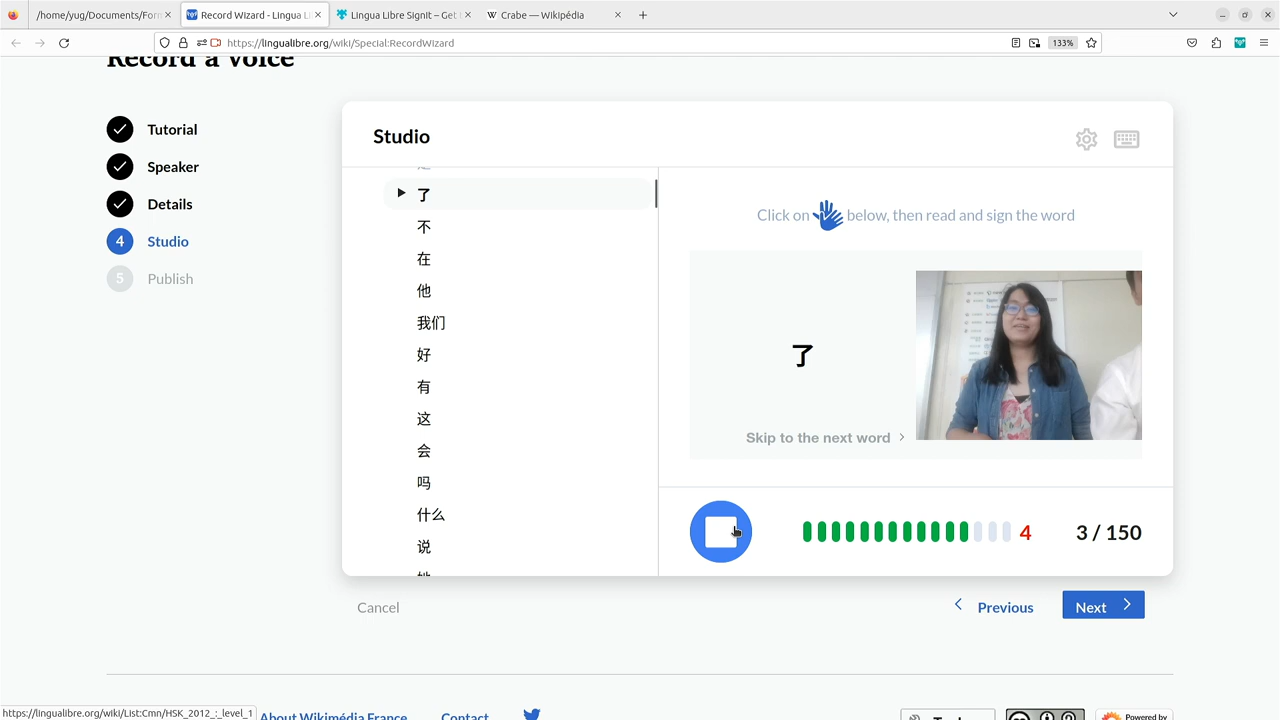 /home/yug/Documents/Form
Record Wizard - Lingua Li
Lingua Libre SignIt – Get
Crabe — Wikipédia
https://lingualibre.org/wiki/Special:RecordWizard
133%
Record a voice
Tutorial
Speaker
Details
4 Studio
5 Publish
Studio
了
不
在
他
我们
好
有
这
会
吗
什么
说
Click on below, then read and sign the word
了
Skip to the next word
4
3 / 150
Cancel
Previous
Next
https://lingualibre.org/wiki/List:Cmn/HSK_2012_:_level_1
About Wikimédia France
Contact
Powered by